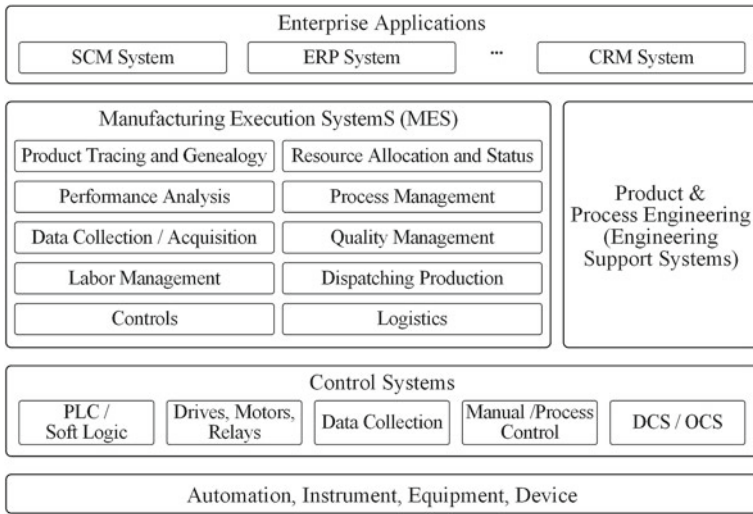 Enterprise Applications
SCM System
ERP System
...
CRM System
Manufacturing Execution SystemS (MES)
Product Tracing and Genealogy
Resource Allocation and Status
Performance Analysis
Process Management
Data Collection / Acquisition
Quality Management
Labor Management
Dispatching Production
Controls
Logistics
Product &
Process Engineering
(Engineering
Support Systems)
Control Systems
PLC /
Soft Logic
Drives, Motors,
Relays
Data Collection
Manual /Process
Control
DCS / OCS
Automation, Instrument, Equipment, Device